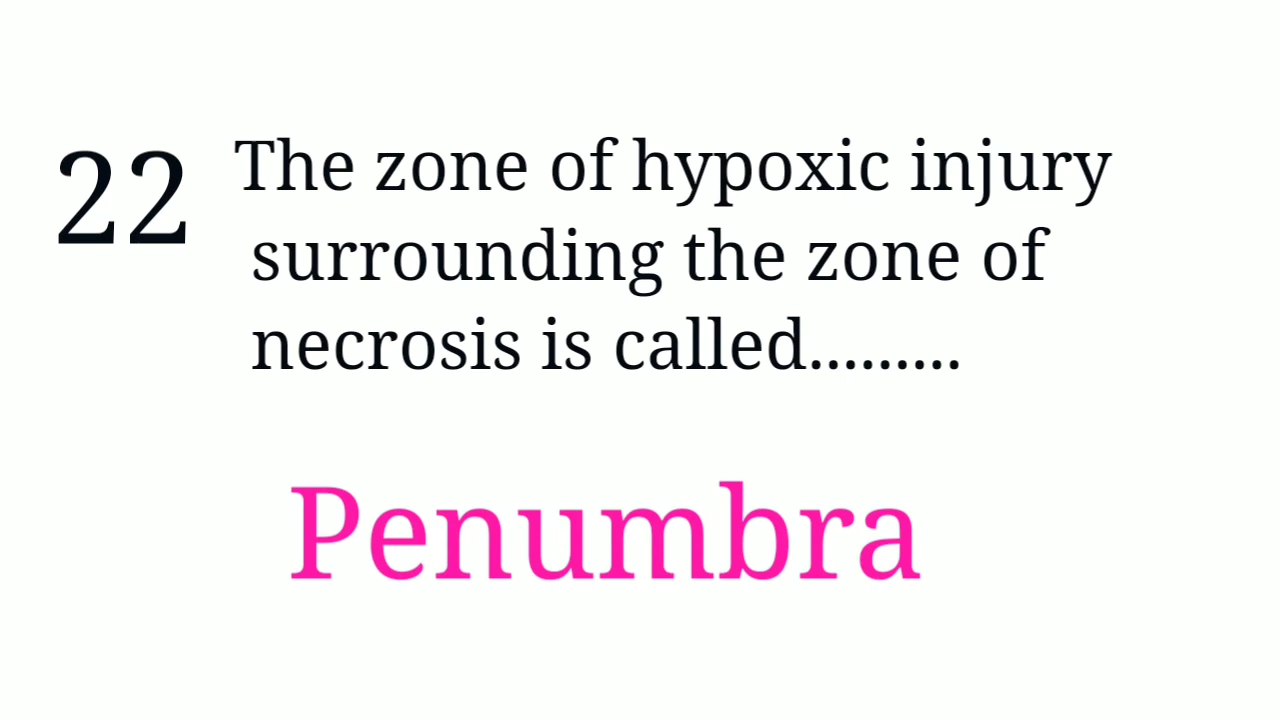 22 The zone of hypoxic injury
surrounding the zone of
necrosis is called.........
Penumbra